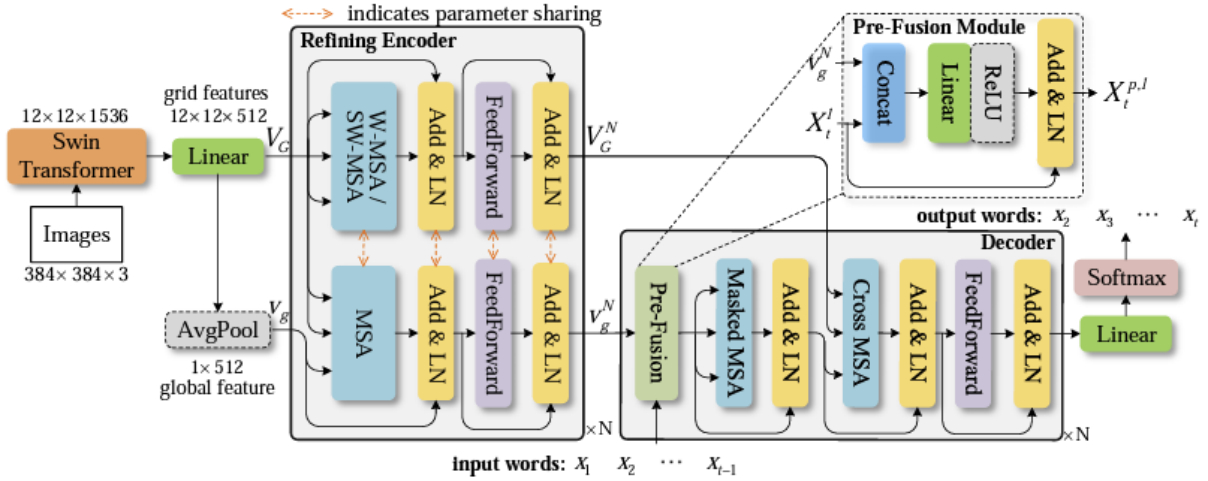 indicates parameter sharing
Refining Encoder
12×12×1536
Swin
Transformer
Images
384×384×3
grid features
12×12×512
Linear
V_G
AvgPool
1×512
global feature
v_g
W-MSA /
SW-MSA
Add & LN
FeedForward
Add & LN
V_G^N
MSA
Add & LN
FeedForward
Add & LN
v_g^N
×N
Pre-Fusion Module
v_g^N
X_t^l
Concat
Linear
ReLU
Add & LN
X_t^{p,l}
Decoder
Pre-Fusion
Masked MSA
Add & LN
Cross MSA
Add & LN
FeedForward
Add & LN
×N
input words: x_1 x_2 ⋯ x_{t-1}
Linear
Softmax
output words: x_2 x_3 ⋯ x_t